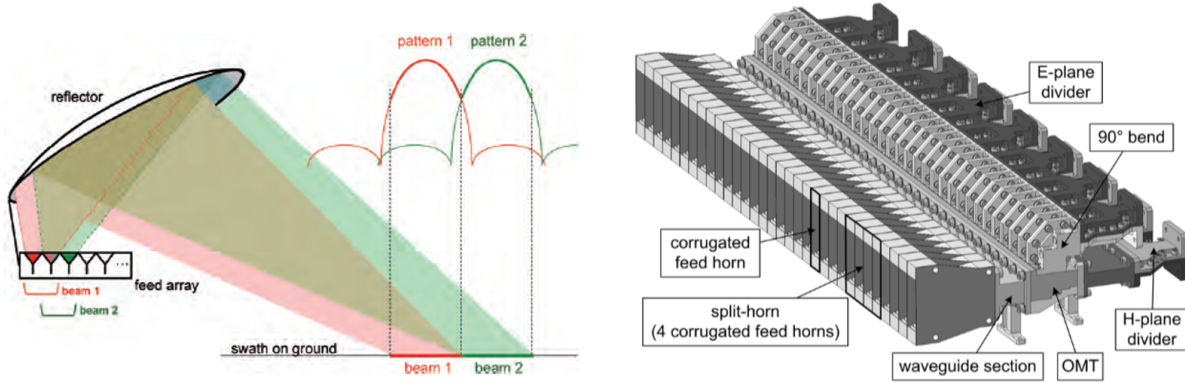 pattern 1
pattern 2
reflector
feed array
...
beam 1
beam 2
swath on ground
beam 1
beam 2
E-plane
divider
90° bend
corrugated
feed horn
split-horn
(4 corrugated feed horns)
waveguide section
OMT
H-plane
divider